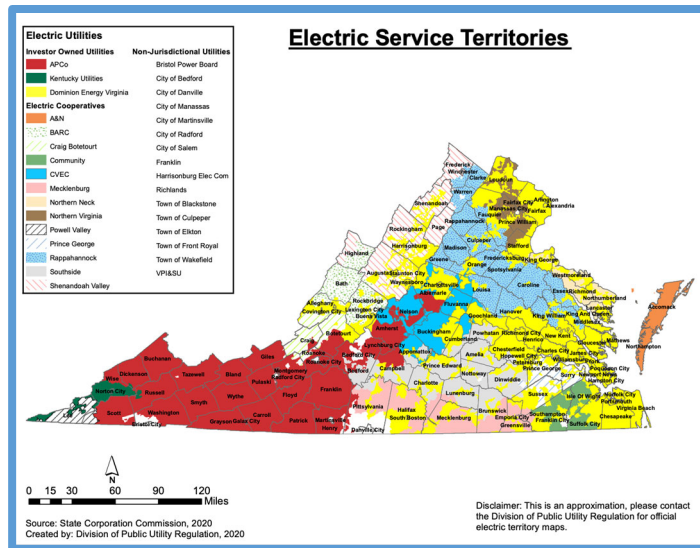 Electric Service Territories
Electric Utilities
Investor Owned Utilities
APCo
Kentucky Utilities
Dominion Energy Virginia
Electric Cooperatives
A&N
BARC
Craig Botetourt
Community
CVEC
Mecklenburg
Northern Neck
Northern Virginia
Powell Valley
Prince George
Rappahannock
Southside
Shenandoah Valley
Non-Jurisdictional Utilities
Bristol Power Board
City of Bedford
City of Danville
City of Manassas
City of Martinsville
City of Radford
City of Salem
Franklin
Harrisonburg Elec Com
Richlands
Town of Blackstone
Town of Culpeper
Town of Elkton
Town of Front Royal
Town of Wakefield
VPI&SU
Frederick
Winchester
Clarke
Loudoun
Warren
Fairfax City
Arlington
Alexandria
Fairfax
Manassas City
Fauquier
Prince William
Shenandoah
Rappahannock
Page
Rockingham
Harrisonburg
Madison
Culpeper
Stafford
Greene
Orange
Fredericksburg
King George
Spotsylvania
Westmoreland
Highland
Augusta
Staunton City
Waynesboro
Charlottesville
Albemarle
Louisa
Caroline
Essex
Richmond
Northumberland
Lancaster
Bath
Rockbridge
Lexington City
Buena Vista
Nelson
Fluvanna
Goochland
Hanover
King William
King And Queen
Middlesex
Accomack
Northampton
Alleghany
Covington City
Botetourt
Amherst
Buckingham
Cumberland
Powhatan
Richmond City
Henrico
New Kent
Gloucester
Mathews
Craig
Roanoke
Roanoke City
Bedford
Lynchburg City
Appomattox
Campbell
Prince Edward
Amelia
Chesterfield
Hopewell City
Charles City
James City
Williamsburg
York
Petersburg
Prince George
Poquoson City
Newport News
Hampton City
Surry
Buchanan
Dickenson
Wise
Norton City
Tazewell
Bland
Giles
Montgomery
Radford City
Pulaski
Russell
Smyth
Wythe
Floyd
Franklin
Lee
Scott
Washington
Bristol City
Grayson
Galax City
Carroll
Patrick
Martinsville
Henry
Pittsylvania
Danville City
Halifax
South Boston
Charlotte
Lunenburg
Nottoway
Dinwiddie
Mecklenburg
Brunswick
Emporia City
Greensville
Sussex
Southampton
Franklin City
Isle Of Wight
Suffolk City
Norfolk City
Portsmouth
Virginia Beach
Chesapeake
N
0 15 30 60 90 120
Miles
Source: State Corporation Commission, 2020
Created by: Division of Public Utility Regulation, 2020
Disclaimer: This is an approximation, please contact
the Division of Public Utility Regulation for official
electric territory maps.